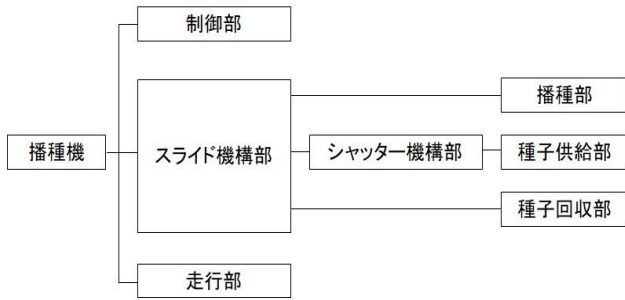 制御部
播種部
播種機
スライド機構部
シャッター機構部
種子供給部
種子回収部
走行部